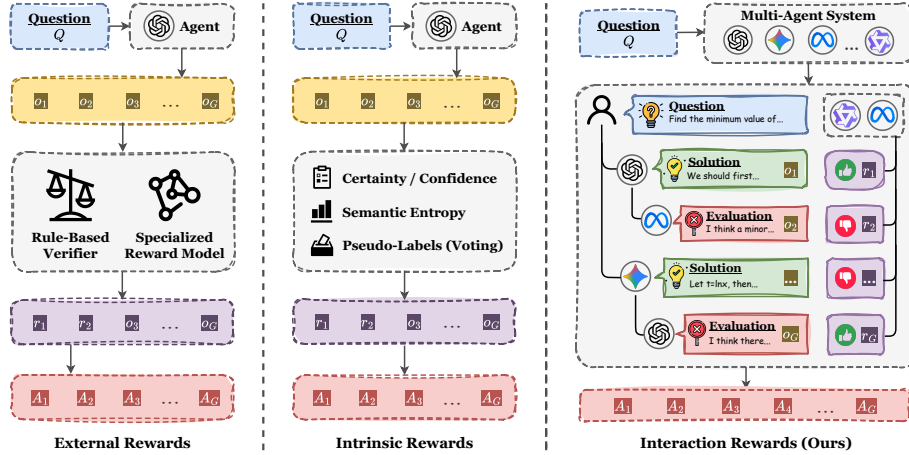 Question
Q
Agent
o1 o2 o3 ... oG
Rule-Based
Verifier
Specialized
Reward Model
r1 r2 o3 ... oG
A1 A2 A3 ... AG
External Rewards
Question
Q
Agent
o1 o2 o3 ... oG
Certainty / Confidence
Semantic Entropy
Pseudo-Labels (Voting)
r1 r2 o3 ... oG
A1 A2 A3 ... AG
Intrinsic Rewards
Question
Q
Multi-Agent System
...
Question
Find the minimum value of...
Solution
We should first...
o1
r1
Evaluation
I think a minor...
o2
r2
Solution
Let t=lnx, then...
...
...
Evaluation
I think there...
oG
rG
A1 A2 A3 A4 ... AG
Interaction Rewards (Ours)